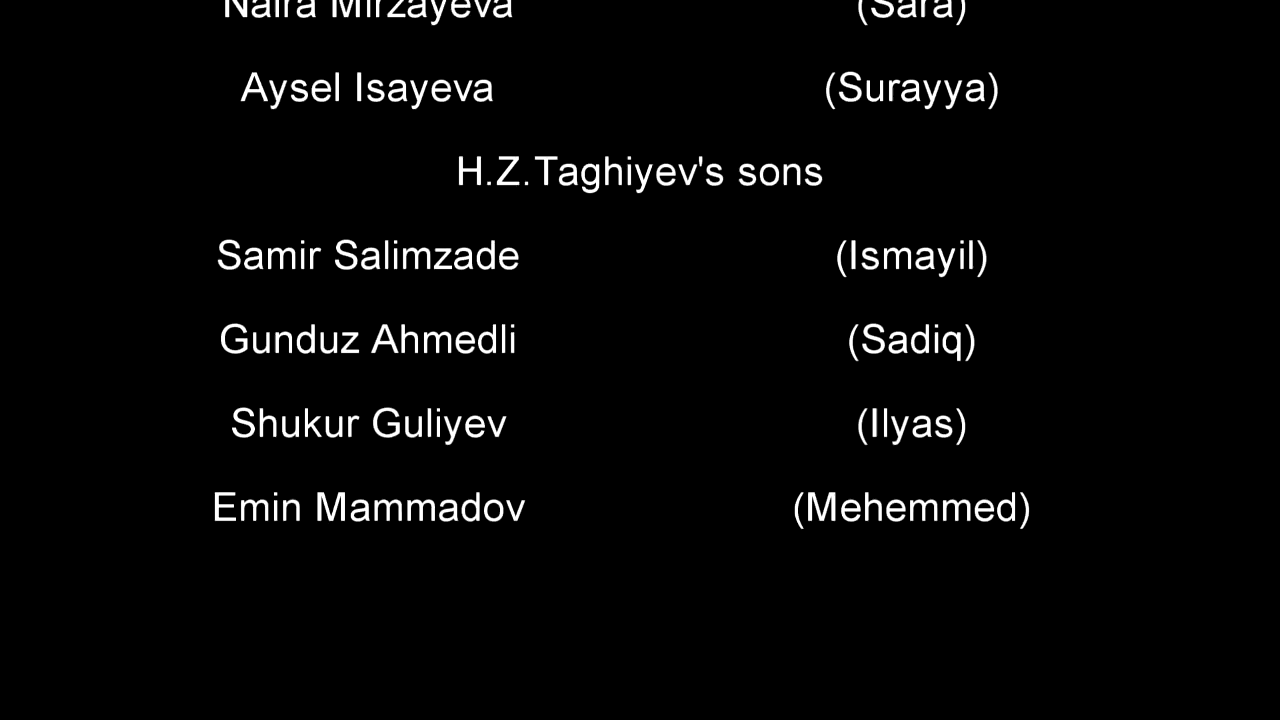 Naira Mirzayeva (Sara)
Aysel Isayeva (Surayya)
H.Z.Taghiyev's sons
Samir Salimzade (Ismayil)
Gunduz Ahmedli (Sadiq)
Shukur Guliyev (Ilyas)
Emin Mammadov (Mehemmed)